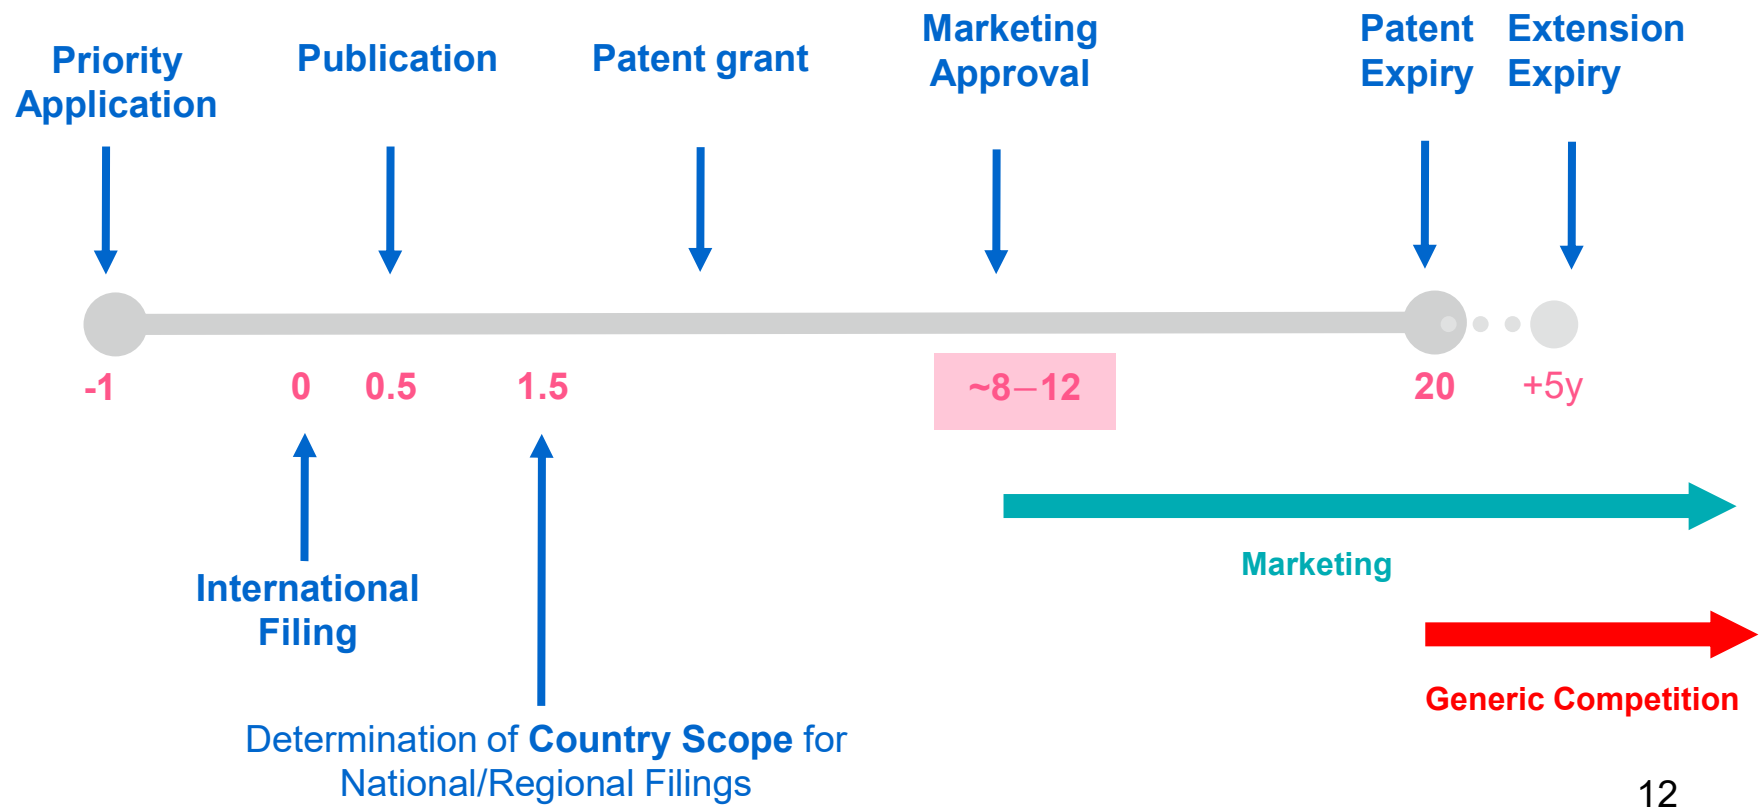 Priority
Application
Publication
Patent grant
Marketing
Approval
Patent
Expiry
Extension
Expiry
-1
0
0.5
1.5
~8–12
20
+5y
International
Filing
Marketing
Generic Competition
Determination of Country Scope for
National/Regional Filings
12